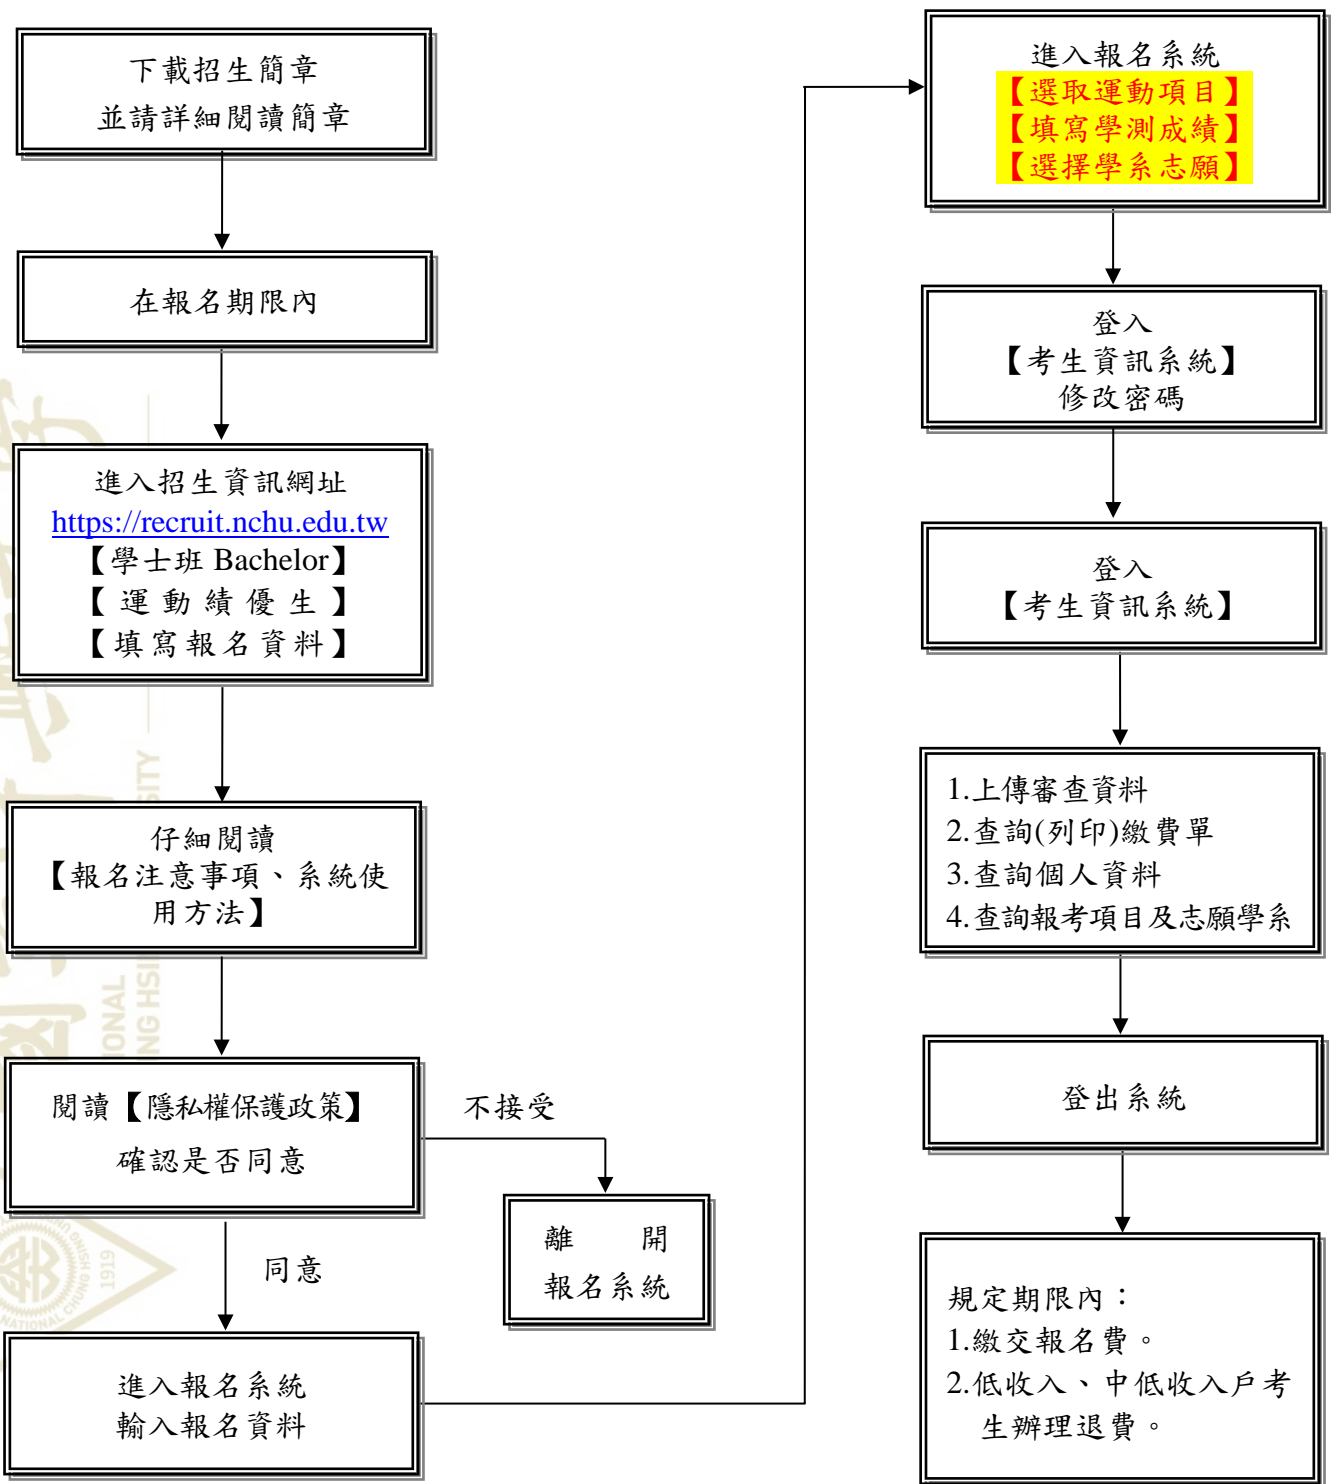 下載招生簡章
並請詳細閱讀簡章
在報名期限內
進入招生資訊網址
https://recruit.nchu.edu.tw
【學士班 Bachelor】
【運動績優生】
【填寫報名資料】
仔細閱讀
【報名注意事項、系統使
用方法】
閱讀【隱私權保護政策】
確認是否同意
不接受
離 開
報名系統
同意
進入報名系統
輸入報名資料
進入報名系統
【選取運動項目】
【填寫學測成績】
【選擇學系志願】
登入
【考生資訊系統】
修改密碼
登入
【考生資訊系統】
1.上傳審查資料
2.查詢(列印)繳費單
3.查詢個人資料
4.查詢報考項目及志願學系
登出系統
規定期限內：
1.繳交報名費。
2.低收入、中低收入戶考
生辦理退費。
1919